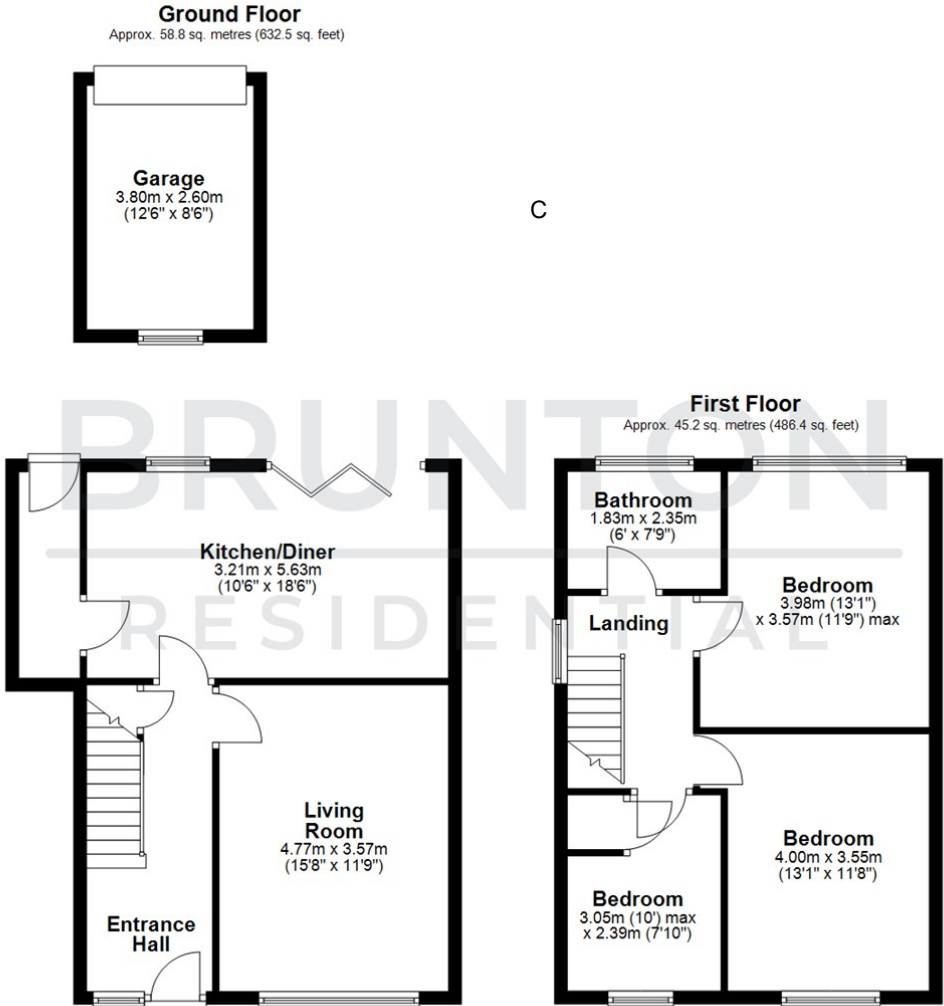 Ground Floor
Approx. 58.8 sq. metres (632.5 sq. feet)
Garage
3.80m x 2.60m
(12'6" x 8'6")
C
BRUNTON
RESIDENTIAL
Kitchen/Diner
3.21m x 5.63m
(10'6" x 18'6")
Living
Room
4.77m x 3.57m
(15'8" x 11'9")
Entrance
Hall
First Floor
Approx. 45.2 sq. metres (486.4 sq. feet)
Bathroom
1.83m x 2.35m
(6' x 7'9")
Bedroom
3.98m (13'1")
x 3.57m (11'9") max
Landing
Bedroom
4.00m x 3.55m
(13'1" x 11'8")
Bedroom
3.05m (10') max
x 2.39m (7'10")